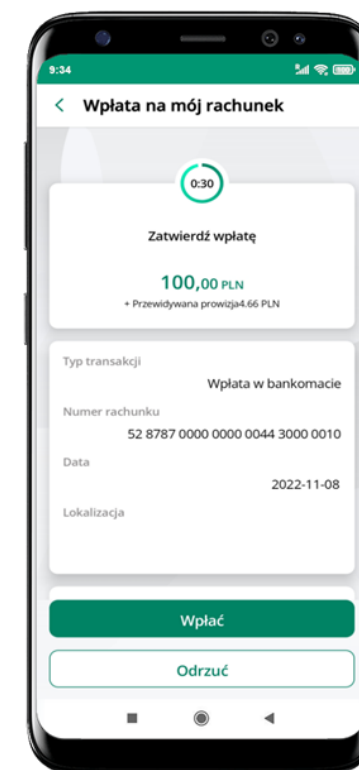 9:34
Wpłata na mój rachunek
0:30
Zatwierdź wpłatę
100,00 PLN
+ Przewidywana prowizja4.66 PLN
Typ transakcji
Wpłata w bankomacie
Numer rachunku
52 8787 0000 0000 0044 3000 0010
Data
2022-11-08
Lokalizacja
Wpłać
Odrzuć